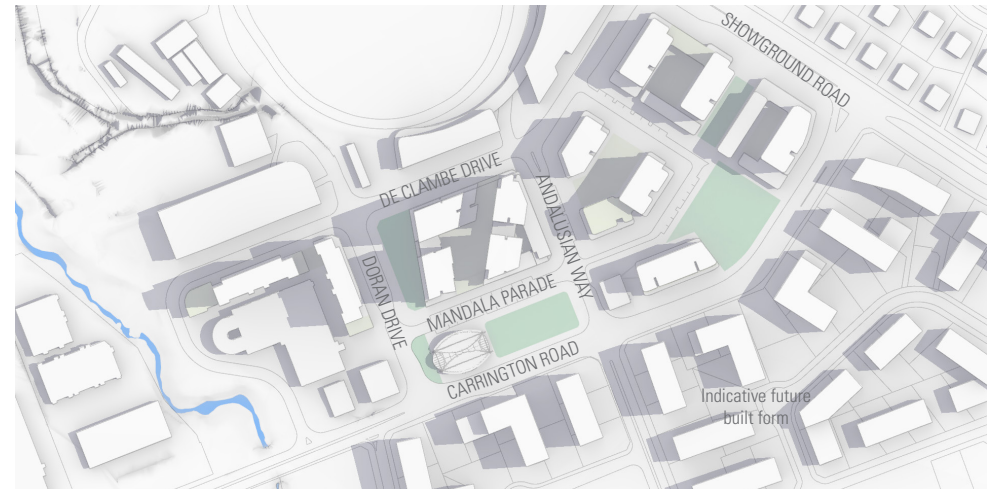 SHOWGROUND ROAD
DE CLAMBE DRIVE
ANDALUSIAN WAY
DORAN DRIVE
MANDALA PARADE
CARRINGTON ROAD
Indicative future
built form